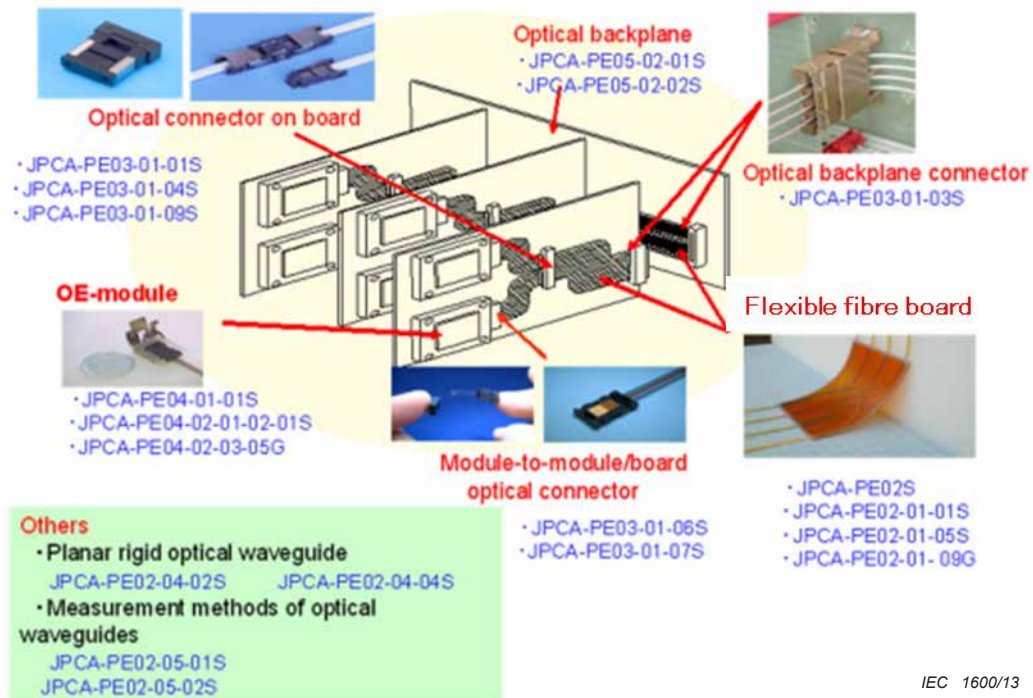 Optical backplane
・JPCA-PE05-02-01S
・JPCA-PE05-02-02S
Optical connector on board
・JPCA-PE03-01-01S
・JPCA-PE03-01-04S
・JPCA-PE03-01-09S
Optical backplane connector
・JPCA-PE03-01-03S
OE-module
・JPCA-PE04-01-01S
・JPCA-PE04-02-01-02-01S
・JPCA-PE04-02-03-05G
Flexible fibre board
・JPCA-PE02S
・JPCA-PE02-01-01S
・JPCA-PE02-01-05S
・JPCA-PE02-01- 09G
Module-to-module/board
optical connector
・JPCA-PE03-01-06S
・JPCA-PE03-01-07S
Others
・Planar rigid optical waveguide
JPCA-PE02-04-02S JPCA-PE02-04-04S
・Measurement methods of optical
waveguides
JPCA-PE02-05-01S
JPCA-PE02-05-02S
IEC 1600/13